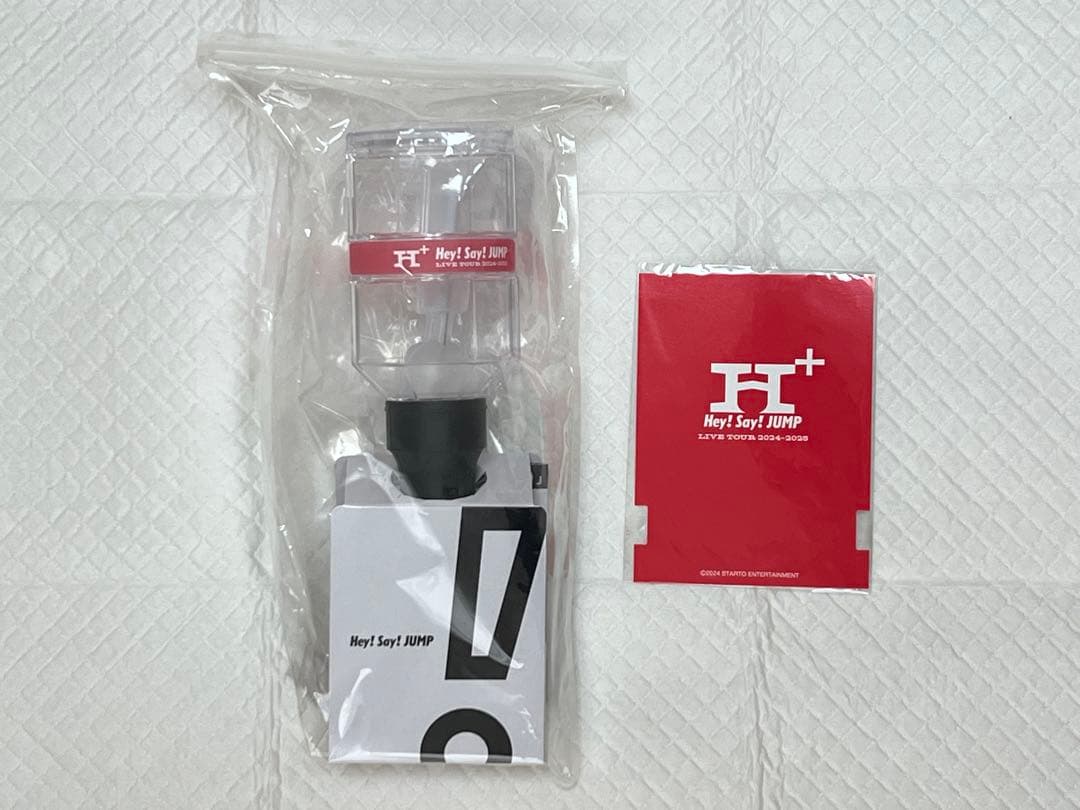 H+ Hey! Say! JUMP
LIVE TOUR 2024-2025
Hey! Say! JUMP
H+
Hey! Say! JUMP
LIVE TOUR 2024-2025
©2024 STARTO ENTERTAINMENT